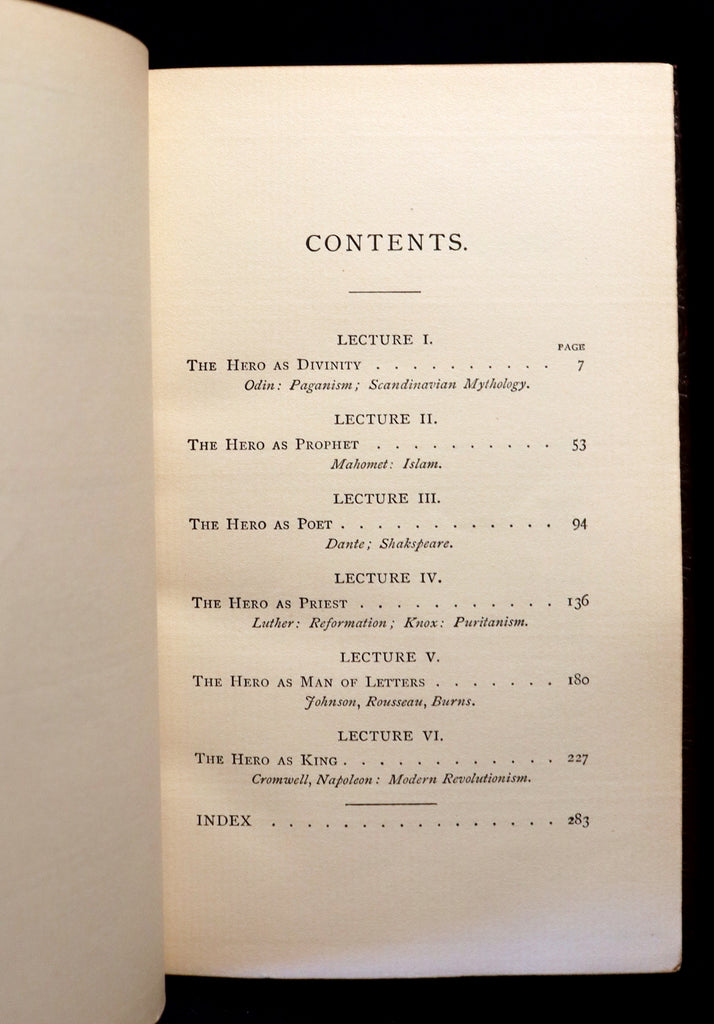 CONTENTS.
LECTURE I.
PAGE
THE HERO AS DIVINITY . . . . . . . . . . 7
Odin: Paganism; Scandinavian Mythology.
LECTURE II.
THE HERO AS PROPHET . . . . . . . . . . 53
Mahomet: Islam.
LECTURE III.
THE HERO AS POET . . . . . . . . . . . . 94
Dante; Shakspeare.
LECTURE IV.
THE HERO AS PRIEST . . . . . . . . . . . 136
Luther: Reformation; Knox: Puritanism.
LECTURE V.
THE HERO AS MAN OF LETTERS . . . . . . . 180
Johnson, Rousseau, Burns.
LECTURE VI.
THE HERO AS KING . . . . . . . . . . . . 227
Cromwell, Napoleon: Modern Revolutionism.
INDEX . . . . . . . . . . . . . . . . 283